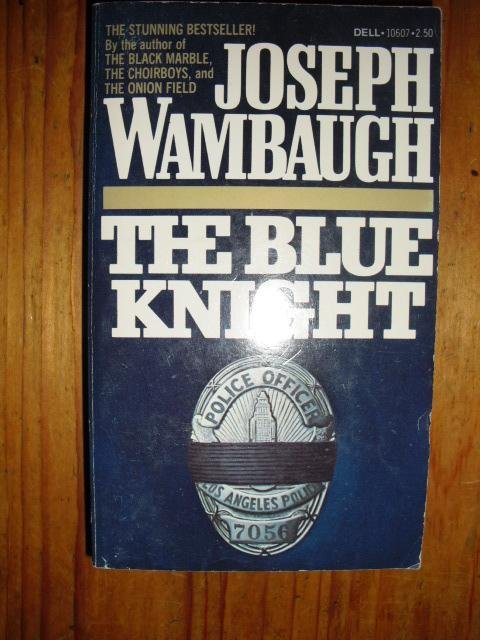 THE STUNNING BESTSELLER!
By the author of
THE BLACK MARBLE,
THE CHOIRBOYS, and
THE ONION FIELD
DELL • 10607 • 2.50
JOSEPH
WAMBAUGH
THE BLUE
KNIGHT
POLICE OFFICER
LOS ANGELES POLICE
7056